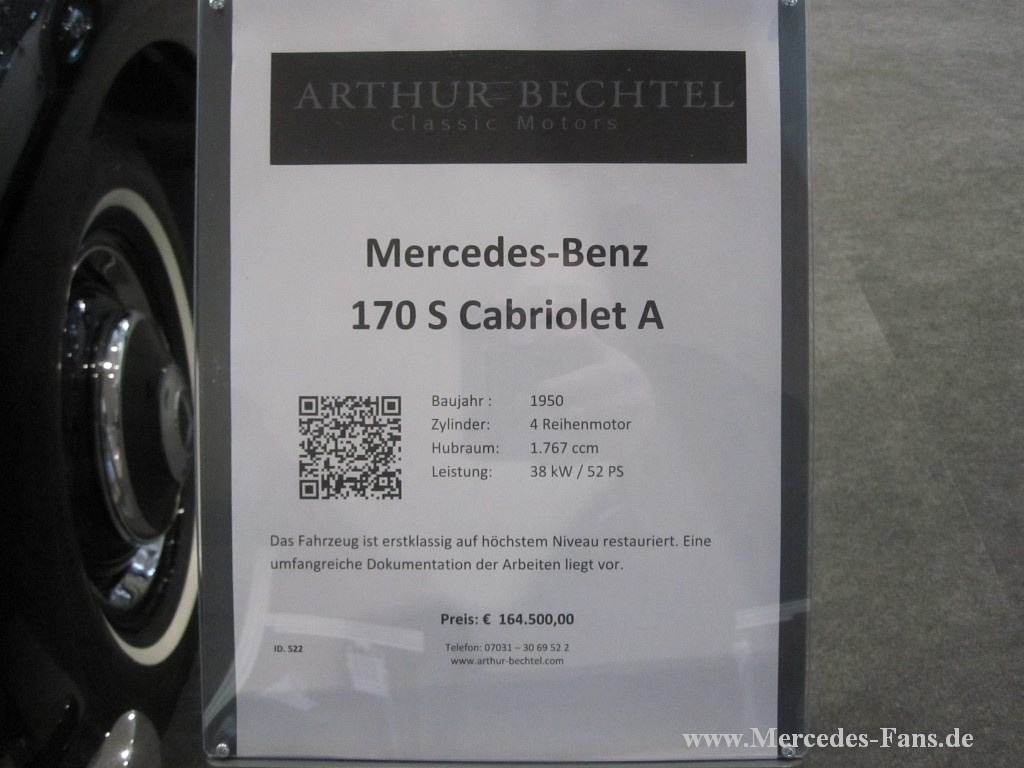 ARTHUR BECHTEL
Classic Motors
Mercedes-Benz
170 S Cabriolet A
Baujahr : 1950
Zylinder: 4 Reihenmotor
Hubraum: 1.767 ccm
Leistung: 38 kW / 52 PS
Das Fahrzeug ist erstklassig auf höchstem Niveau restauriert. Eine
umfangreiche Dokumentation der Arbeiten liegt vor.
Preis: € 164.500,00
ID. 522
Telefon: 07031 – 30 69 52 2
www.arthur-bechtel.com
www.Mercedes-Fans.de